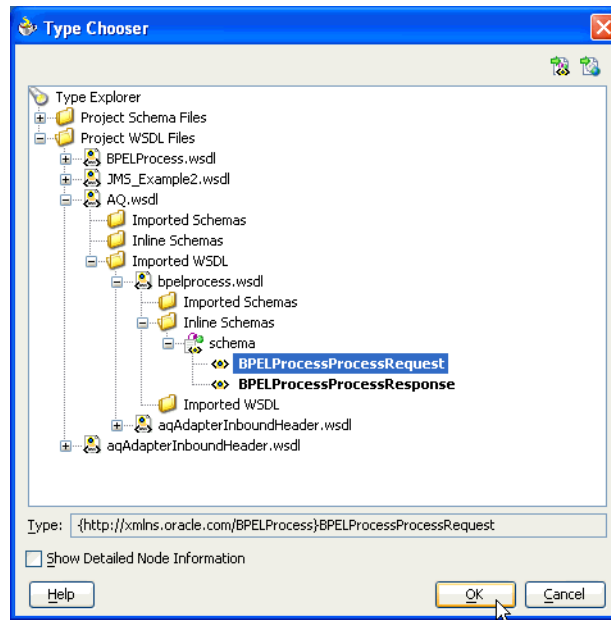 Type Chooser
Type Explorer
Project Schema Files
Project WSDL Files
BPELProcess.wsdl
JMS_Example2.wsdl
AQ.wsdl
Imported Schemas
Inline Schemas
Imported WSDL
bpelprocess.wsdl
Imported Schemas
Inline Schemas
schema
BPELProcessProcessRequest
BPELProcessProcessResponse
Imported WSDL
aqAdapterInboundHeader.wsdl
aqAdapterInboundHeader.wsdl
Type: {http://xmlns.oracle.com/BPELProcess}BPELProcessProcessRequest
Show Detailed Node Information
Help OK Cancel